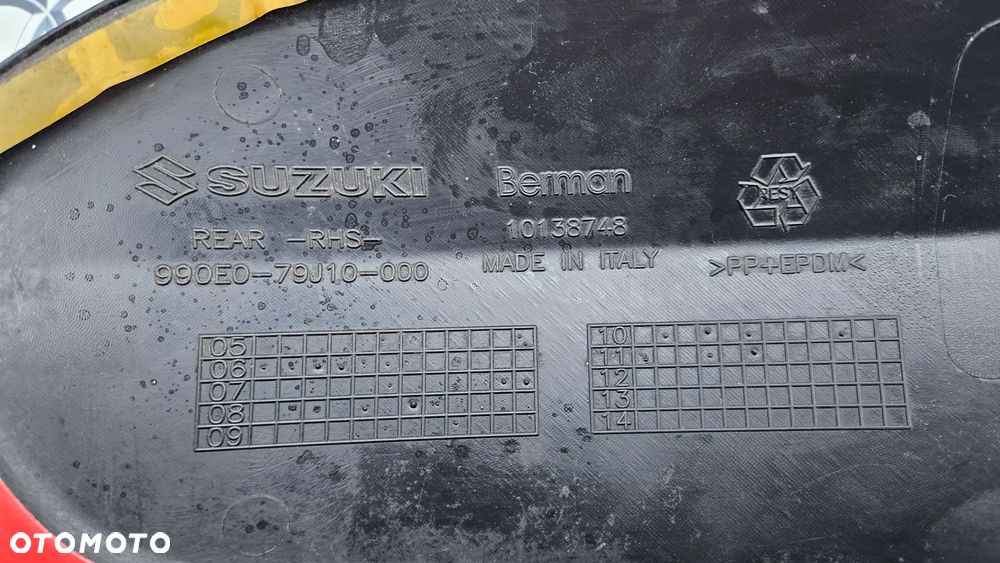 SUZUKI
REAR -RHS-
990E0-79J10-000
Berman
10138748
MADE IN ITALY
REST
>PP+EPDM<
05
06
07
08
09
10
11
12
13
14
OTOMOTO